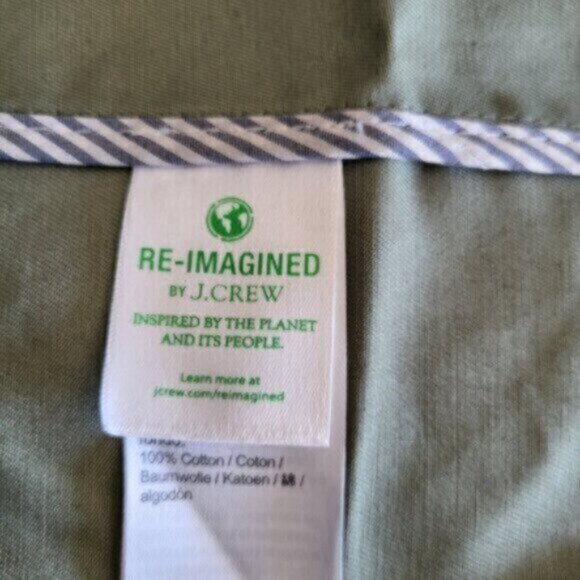 RE-IMAGINED
BY J.CREW
INSPIRED BY THE PLANET
AND ITS PEOPLE.
Learn more at
jcrew.com/reimagined
100% Cotton / Coton /
Baumwolle / Katoen / 棉 /
algodón